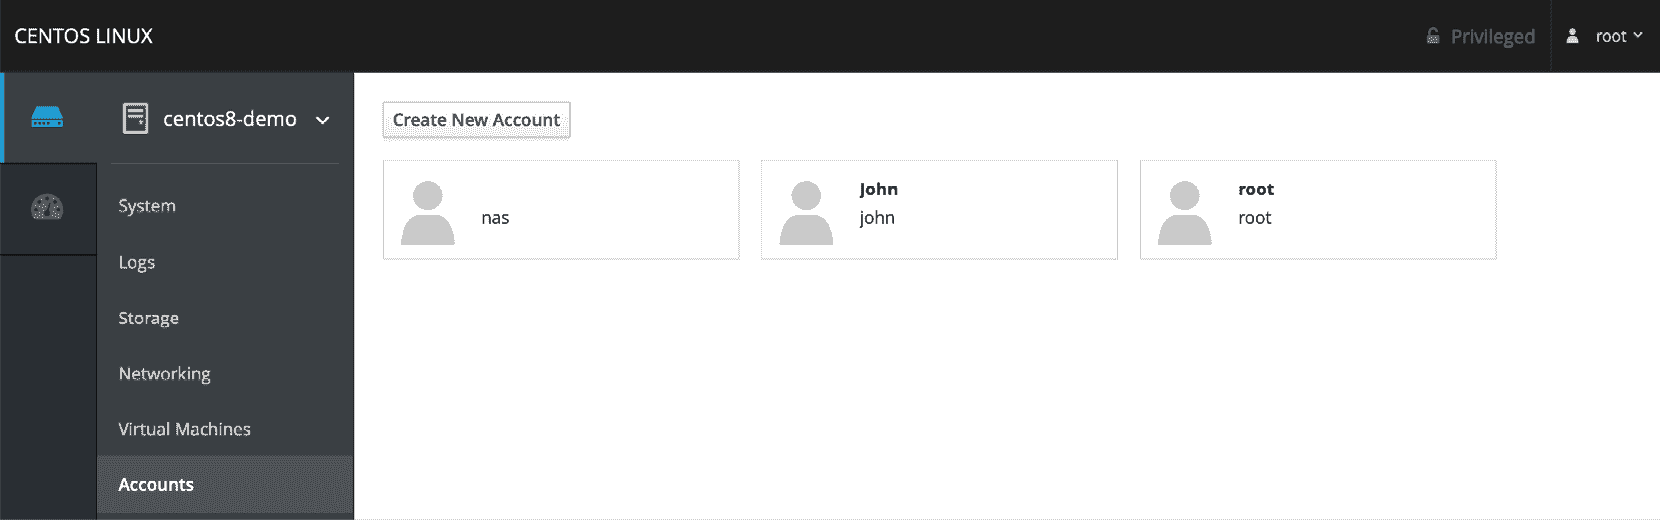 CENTOS LINUX
Privileged
root
centos8-demo
System
Logs
Storage
Networking
Virtual Machines
Accounts
Create New Account
nas
John
john
root
root